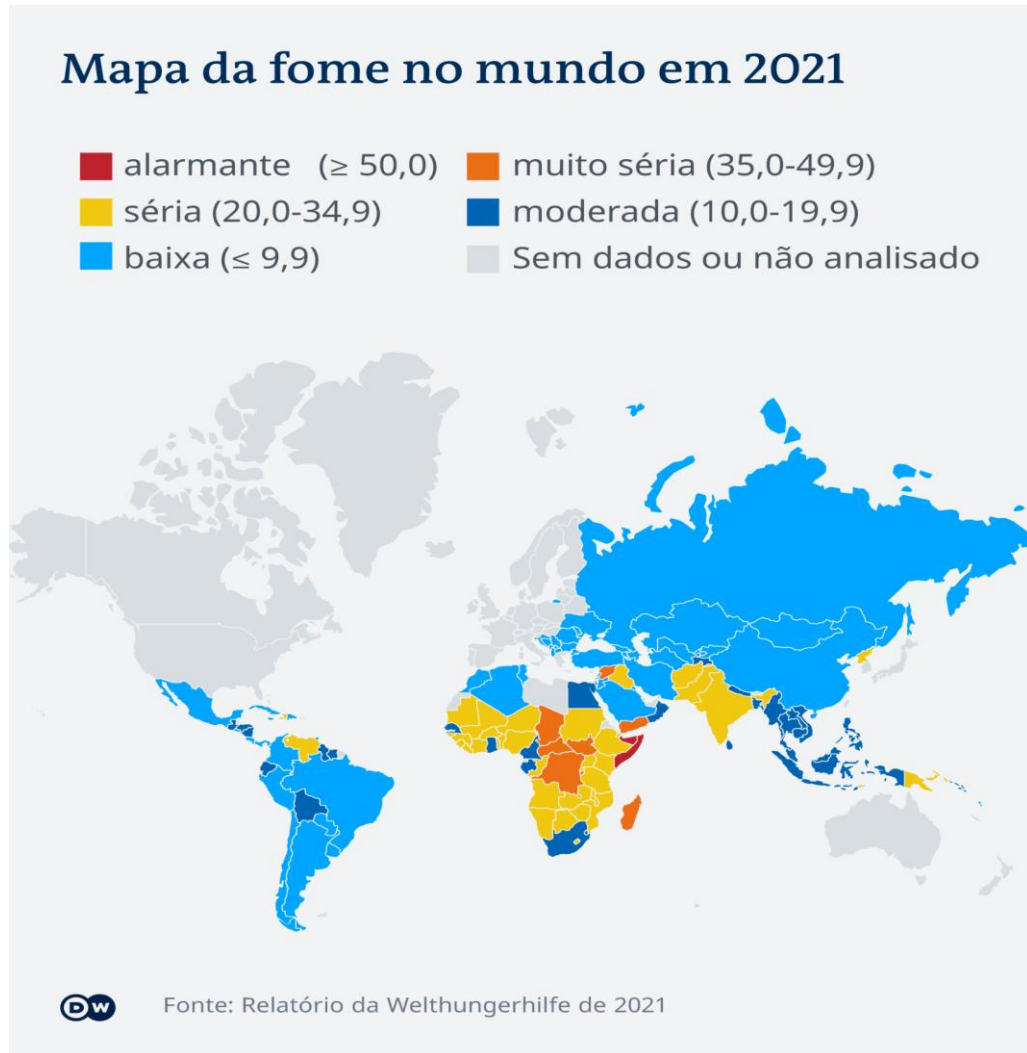 Mapa da fome no mundo em 2021
alarmante (≥ 50,0)
muito séria (35,0-49,9)
séria (20,0-34,9)
moderada (10,0-19,9)
baixa (≤ 9,9)
Sem dados ou não analisado
DW
Fonte: Relatório da Welthungerhilfe de 2021